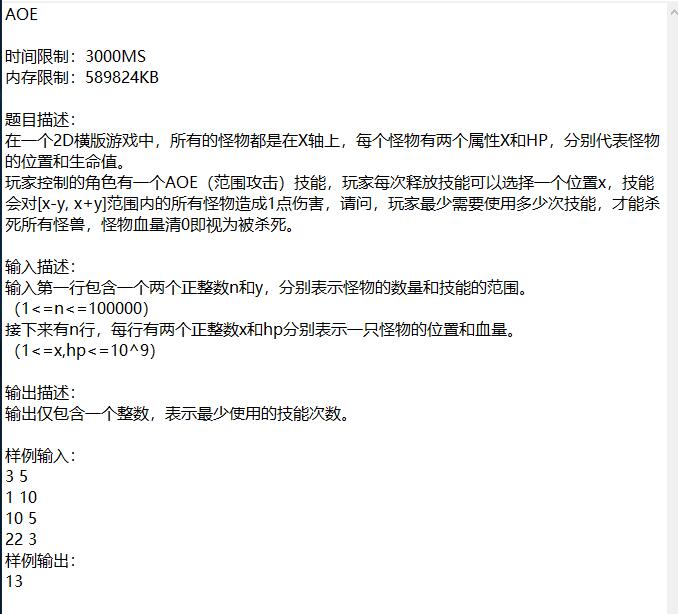 AOE
时间限制：3000MS
内存限制：589824KB
题目描述：
在一个2D横版游戏中，所有的怪物都是在X轴上，每个怪物有两个属性X和HP，分别代表怪物
的位置和生命值。
玩家控制的角色有一个AOE（范围攻击）技能，玩家每次释放技能可以选择一个位置x，技能
会对[x-y, x+y]范围内的所有怪物造成1点伤害，请问，玩家最少需要使用多少次技能，才能杀
死所有怪兽，怪物血量清0即视为被杀死。
输入描述：
输入第一行包含一个两个正整数n和y，分别表示怪物的数量和技能的范围。
（1<=n<=100000）
接下来有n行，每行有两个正整数x和hp分别表示一只怪物的位置和血量。
（1<=x,hp<=10^9）
输出描述：
输出仅包含一个整数，表示最少使用的技能次数。
样例输入：
3 5
1 10
10 5
22 3
样例输出：
13